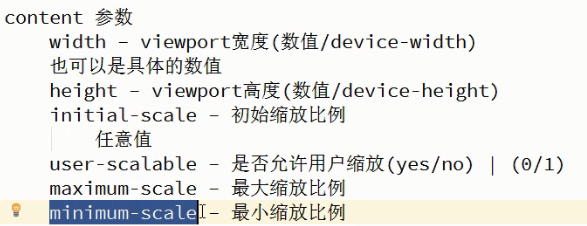 content 参数
width – viewport宽度(数值/device-width)
也可以是具体的数值
height – viewport高度(数值/device-height)
initial-scale – 初始缩放比例
任意值
user-scalable – 是否允许用户缩放(yes/no) | (0/1)
maximum-scale – 最大缩放比例
minimum-scale – 最小缩放比例